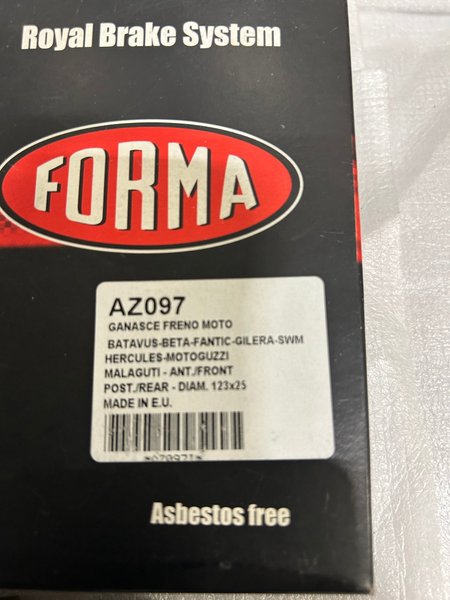 Royal Brake System
FORMA
AZ097
GANASCE FRENO MOTO
BATAVUS-BETA-FANTIC-GILERA-SWM
HERCULES-MOTOGUZZI
MALAGUTI - ANT./FRONT
POST./REAR - DIAM. 123x25
MADE IN E.U.
Asbestos free